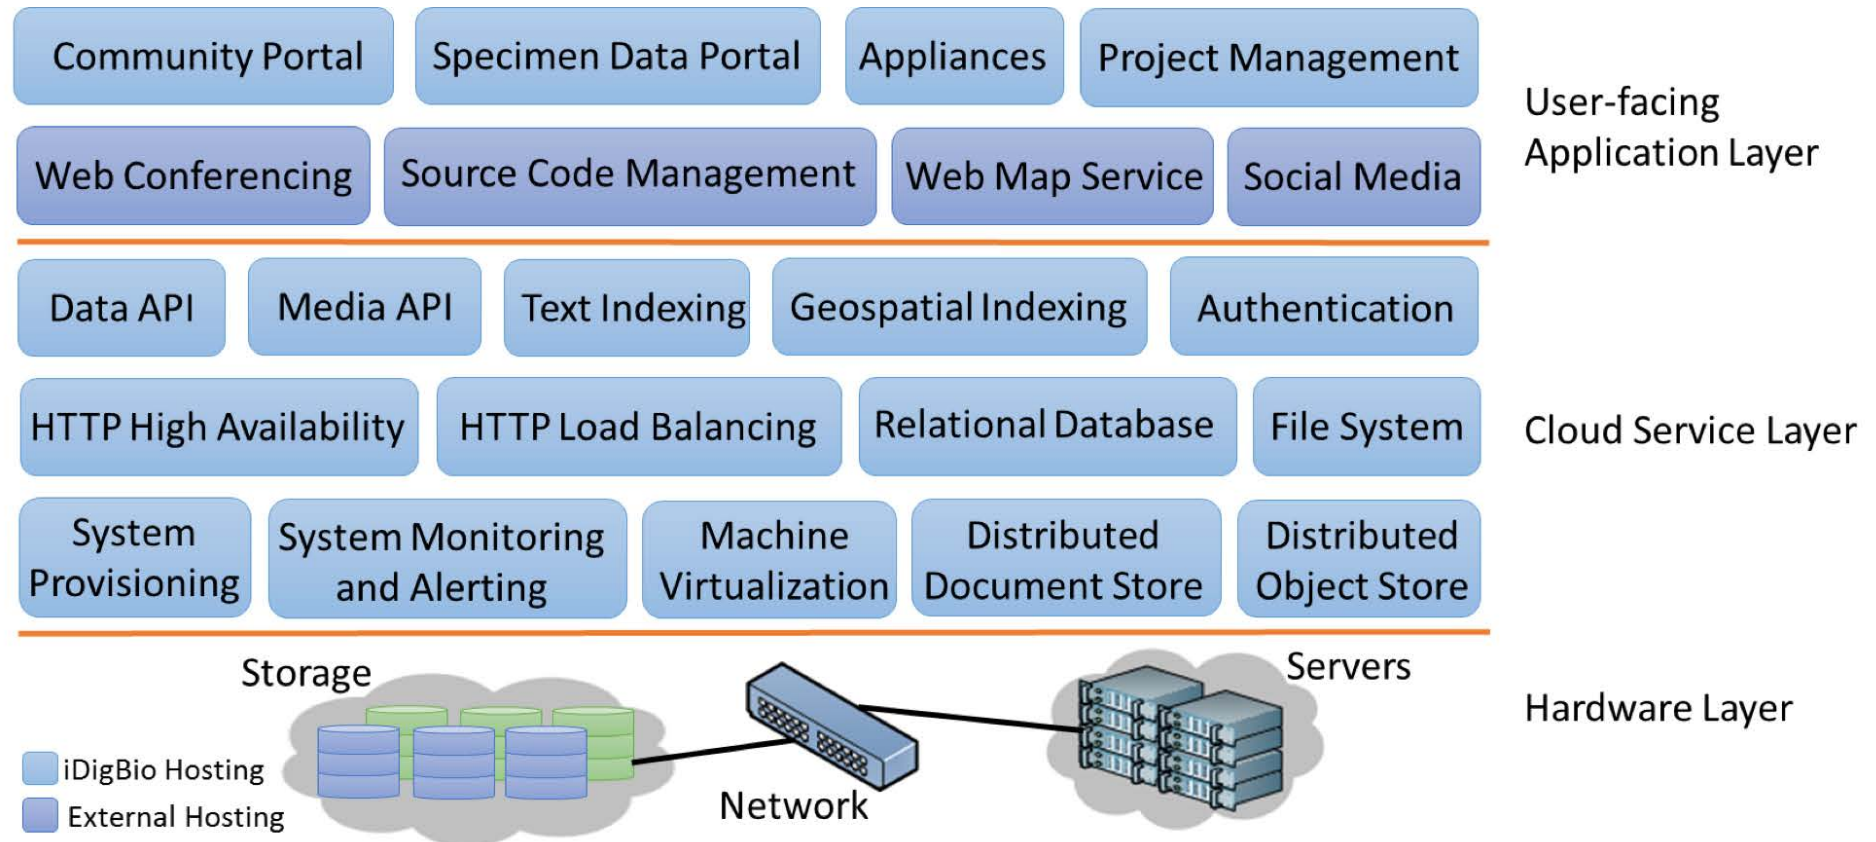 Community Portal
Specimen Data Portal
Appliances
Project Management
User-facing
Application Layer
Web Conferencing
Source Code Management
Web Map Service
Social Media
Data API
Media API
Text Indexing
Geospatial Indexing
Authentication
HTTP High Availability
HTTP Load Balancing
Relational Database
File System
Cloud Service Layer
System
Provisioning
System Monitoring
and Alerting
Machine
Virtualization
Distributed
Document Store
Distributed
Object Store
Storage
Network
Servers
Hardware Layer
iDigBio Hosting
External Hosting